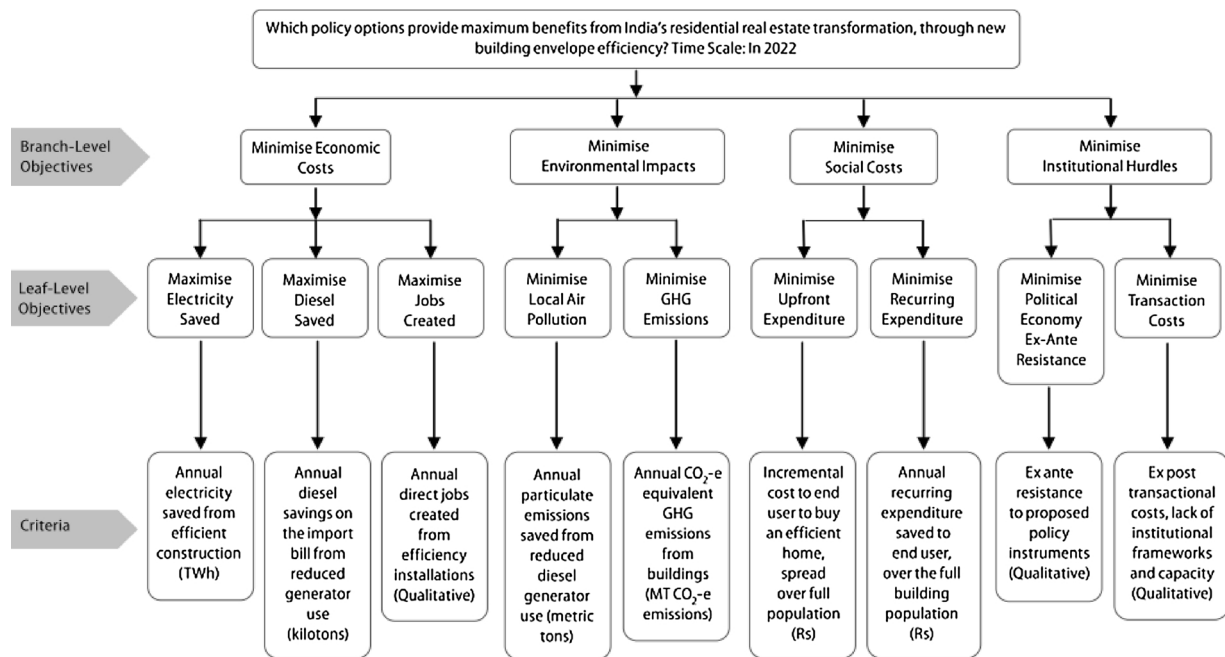 Which policy options provide maximum benefits from India's residential real estate transformation, through new
building envelope efficiency? Time Scale: In 2022
Branch-Level
Objectives
Minimise Economic
Costs
Minimise
Environmental Impacts
Minimise
Social Costs
Minimise
Institutional Hurdles
Leaf-Level
Objectives
Maximise
Electricity
Saved
Maximise
Diesel
Saved
Maximise
Jobs
Created
Minimise
Local Air
Pollution
Minimise
GHG
Emissions
Minimise
Upfront
Expenditure
Minimise
Recurring
Expenditure
Minimise
Political
Economy
Ex-Ante
Resistance
Minimise
Transaction
Costs
Criteria
Annual
electricity
saved from
efficient
construction
(TWh)
Annual
diesel
savings on
the import
bill from
reduced
generator
use
(kilotons)
Annual
direct jobs
created
from
efficiency
installations
(Qualitative)
Annual
particulate
emissions
saved from
reduced
diesel
generator
use (metric
tons)
Annual CO₂-e
equivalent
GHG
emissions
from
buildings
(MT CO₂-e
emissions)
Incremental
cost to end
user to buy
an efficient
home,
spread
over full
population
(Rs)
Annual
recurring
expenditure
saved to
end user,
over the full
building
population
(Rs)
Ex ante
resistance
to proposed
policy
instruments
(Qualitative)
Ex post
transactional
costs, lack of
institutional
frameworks
and capacity
(Qualitative)